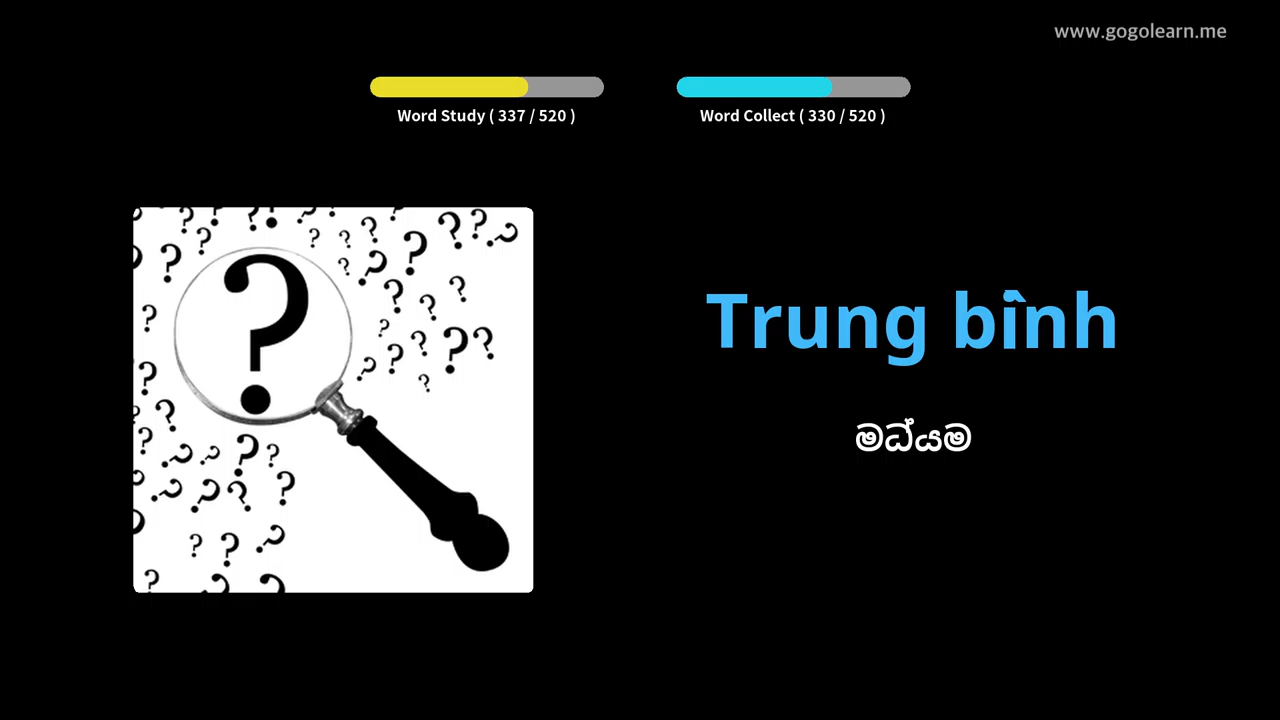 www.gogolearn.me
Word Study ( 337 / 520 )
Word Collect ( 330 / 520 )
Trung bình
මධ්යම